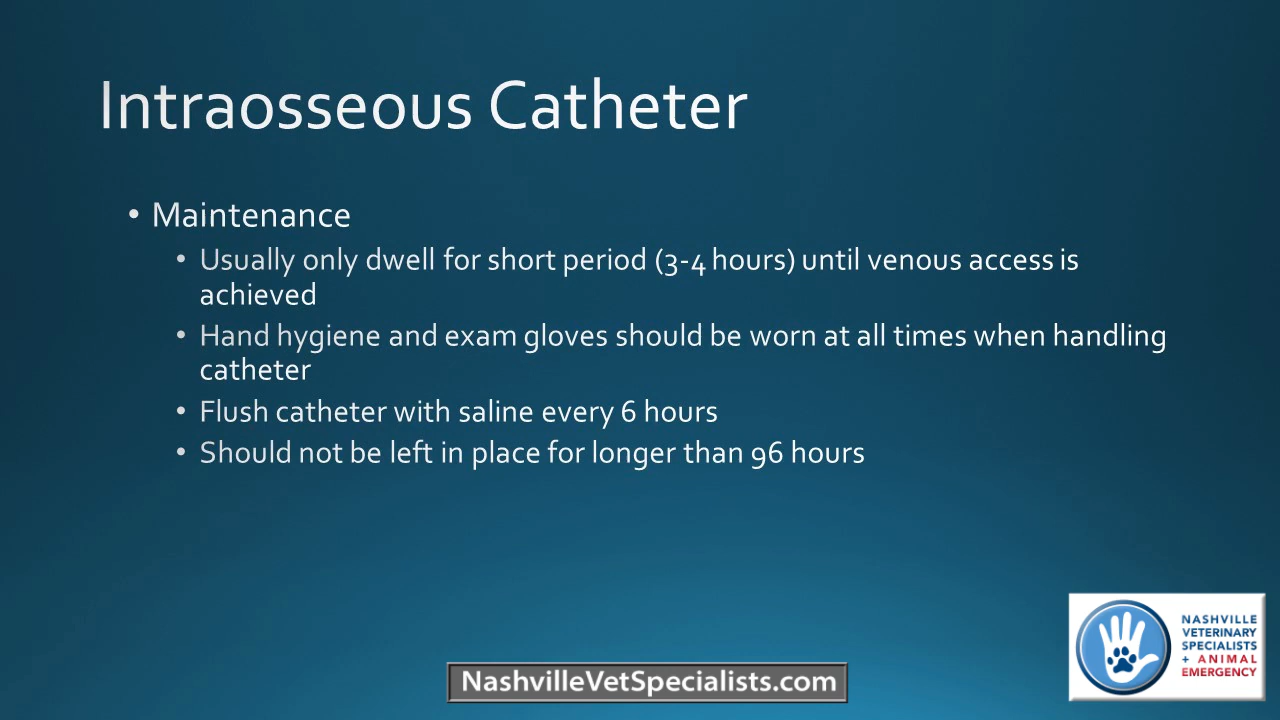 Intraosseous Catheter
• Maintenance
• Usually only dwell for short period (3-4 hours) until venous access is
achieved
• Hand hygiene and exam gloves should be worn at all times when handling
catheter
• Flush catheter with saline every 6 hours
• Should not be left in place for longer than 96 hours
NASHVILLE
VETERINARY
SPECIALISTS
+ ANIMAL
EMERGENCY
NashvilleVetSpecialists.com